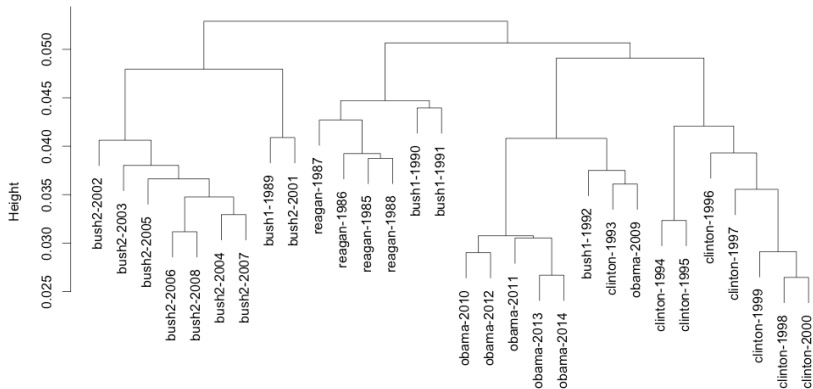 Height
0.050
0.045
0.040
0.035
0.030
0.025
bush2-2002
bush2-2003
bush2-2005
bush2-2006
bush2-2008
bush2-2004
bush2-2007
bush1-1989
bush2-2001
reagan-1987
reagan-1986
reagan-1985
reagan-1988
bush1-1990
bush1-1991
obama-2010
obama-2012
obama-2011
obama-2013
obama-2014
bush1-1992
clinton-1993
obama-2009
clinton-1994
clinton-1995
clinton-1996
clinton-1997
clinton-1999
clinton-1998
clinton-2000